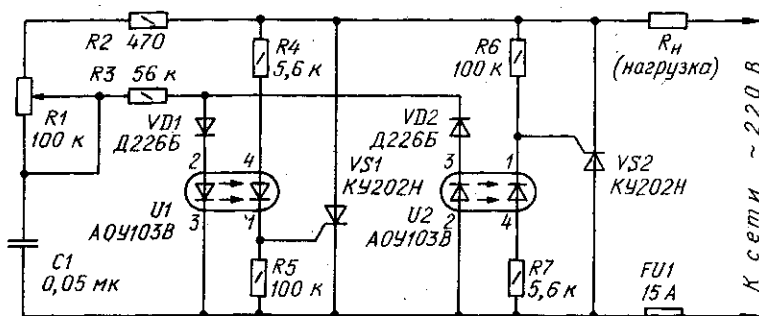 R2 470
R4
5,6 к
R6
100 к
Rн
(нагрузка)
R3 56 к
R1
100 к
VD1
Д226Б
VD2
Д226Б
2
4
3
1
VS1
КУ202Н
VS2
КУ202Н
U1
АОУ103В
3
1
U2
АОУ103В
2
4
C1
0,05 мк
R5
100 к
R7
5,6 к
FU1
15 А
К сети ~220 В